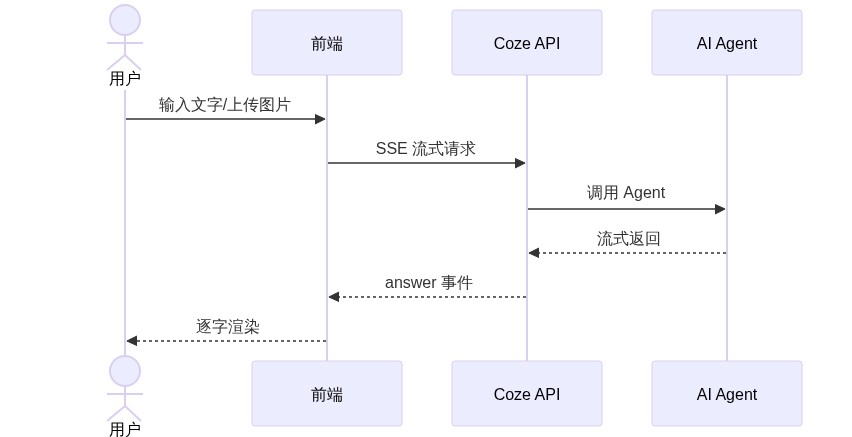 用户
前端
Coze API
AI Agent
输入文字/上传图片
SSE 流式请求
调用 Agent
流式返回
answer 事件
逐字渲染
用户
前端
Coze API
AI Agent